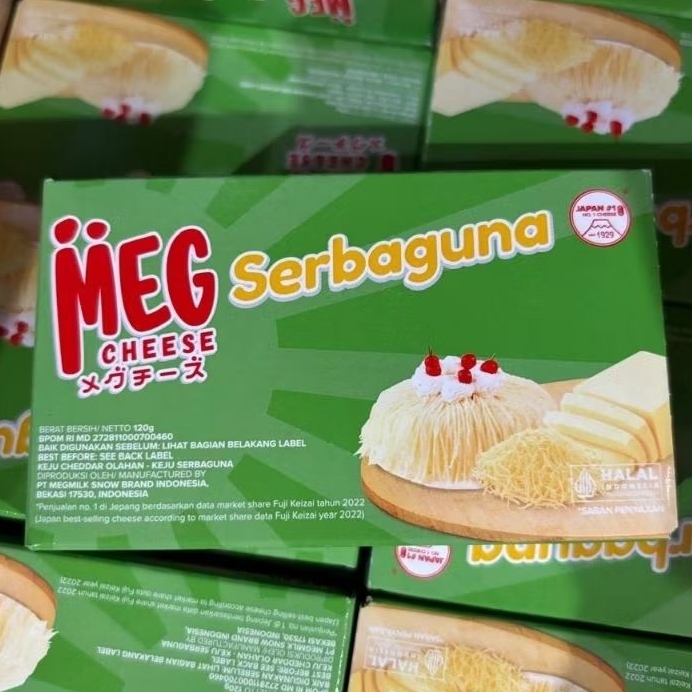 MEG
CHEESE
メグチーズ
Serbaguna
JAPAN #1
NO. 1 CHEESE
1929
BERAT BERSIH/ NETTO 120g
BPOM RI MD 272811000700460
BAIK DIGUNAKAN SEBELUM: LIHAT BAGIAN BELAKANG LABEL
BEST BEFORE: SEE BACK LABEL
KEJU CHEDDAR OLAHAN - KEJU SERBAGUNA
DIPRODUKSI OLEH/ MANUFACTURED BY
PT MEGMILK SNOW BRAND INDONESIA,
BEKASI 17530, INDONESIA
*Penjualan no. 1 di Jepang berdasarkan data market share Fuji Keizai tahun 2022
(Japan best-selling cheese according to market share data Fuji Keizai year 2022)
HALAL
INDONESIA
*SARAN PENYAJIAN